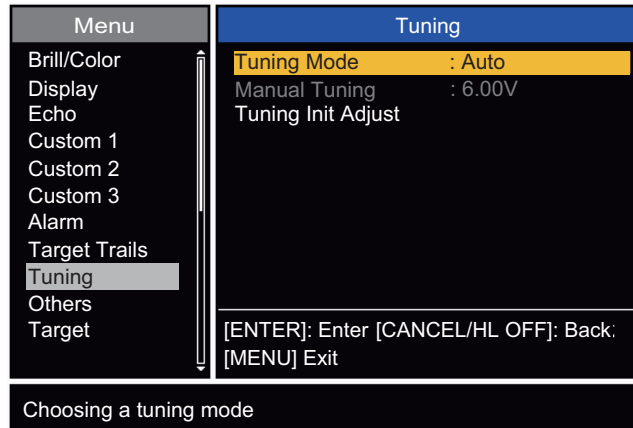 Menu
Brill/Color
Display
Echo
Custom 1
Custom 2
Custom 3
Alarm
Target Trails
Tuning
Others
Target
Tuning
Tuning Mode : Auto
Manual Tuning : 6.00V
Tuning Init Adjust
[ENTER]: Enter [CANCEL/HL OFF]: Back:
[MENU] Exit
Choosing a tuning mode